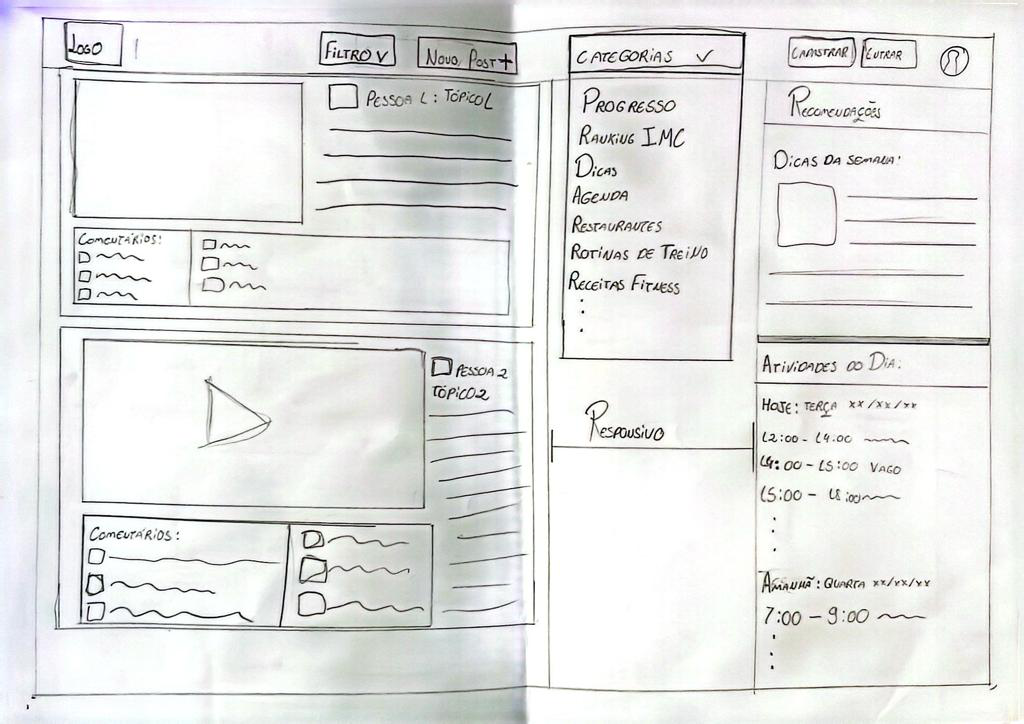 LOGO
FILTRO V
NOVO POST +
CATEGORIAS
CADASTRAR
ENTRAR
PESSOA 1: TÓPICO 1
COMENTÁRIOS:
PESSOA 2
TÓPICO 2
COMENTÁRIOS:
PROGRESSO
RANKING IMC
DICAS
AGENDA
RESTAURANTES
ROTINAS DE TREINO
RECEITAS FITNESS
RESPONSIVO
RECOMENDAÇÕES
DICAS DA SEMANA:
ATIVIDADES DO DIA:
HOJE: TERÇA XX/XX/XX
12:00 - 14:00
14:00 - 15:00 VAGO
15:00 - 18:00
AMANHÃ: QUARTA XX/XX/XX
7:00 - 9:00